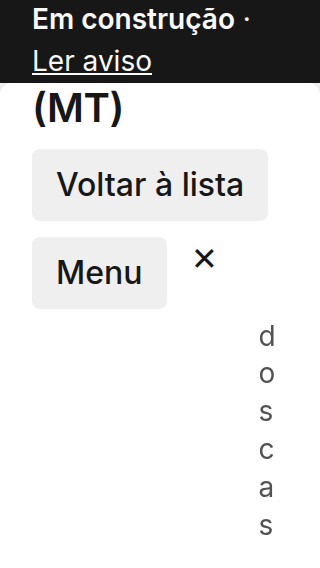 Em construção ·
Ler aviso
(MT)
Voltar à lista
Menu ✕
d
o
s
c
a
s